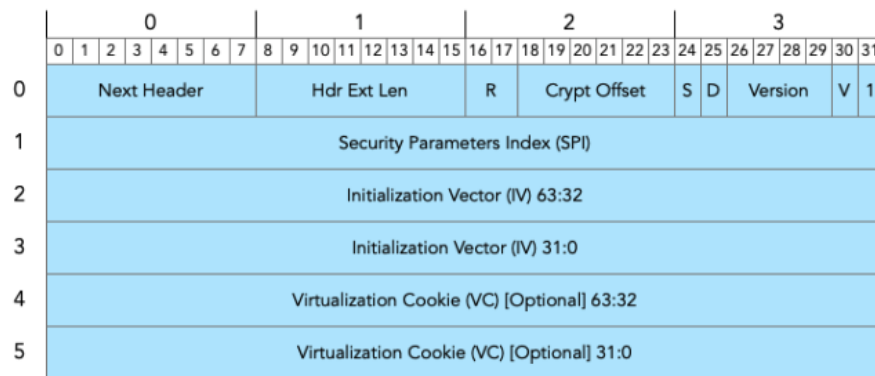 0 1 2 3
0 1 2 3 4 5 6 7 8 9 10 11 12 13 14 15 16 17 18 19 20 21 22 23 24 25 26 27 28 29 30 31
0 Next Header Hdr Ext Len R Crypt Offset S D Version V 1
1 Security Parameters Index (SPI)
2 Initialization Vector (IV) 63:32
3 Initialization Vector (IV) 31:0
4 Virtualization Cookie (VC) [Optional] 63:32
5 Virtualization Cookie (VC) [Optional] 31:0